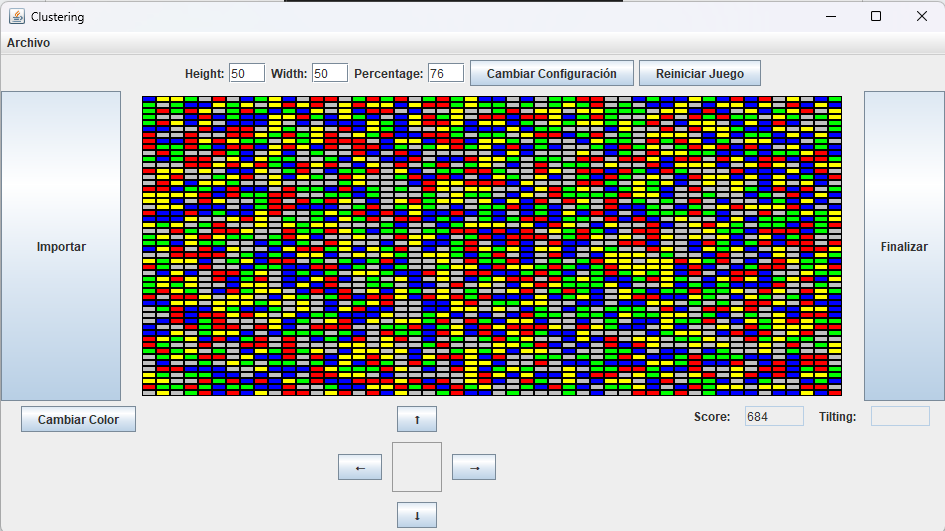 Clustering
Archivo
Height: 50 Width: 50 Percentage: 76 Cambiar Configuración Reiniciar Juego
Importar
Finalizar
Cambiar Color ↑ Score: 684 Tilting:
← →
↓